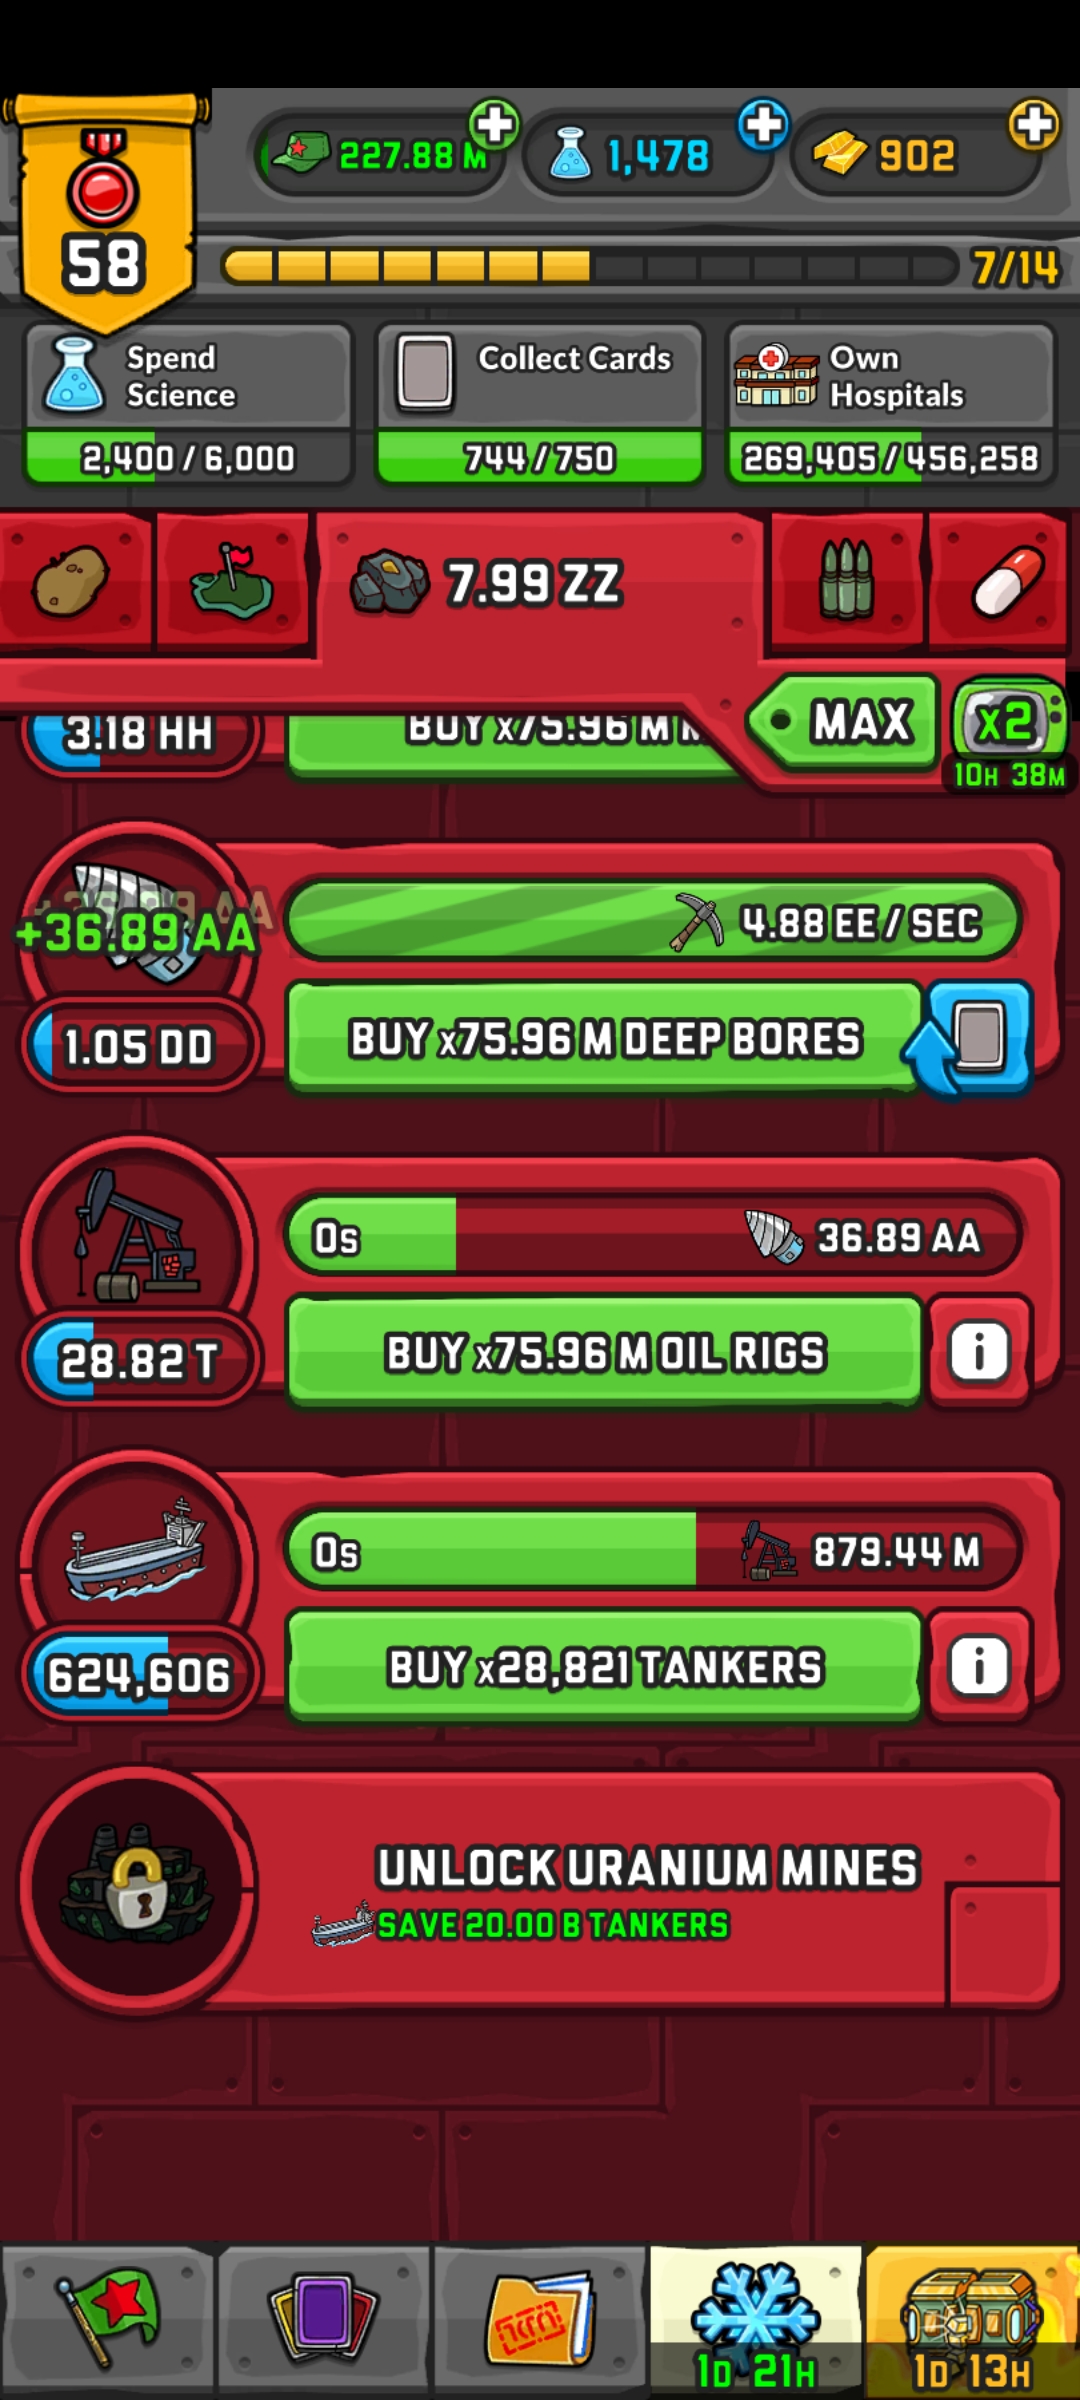 58
227.88 M
1,478
902
7/14
Spend
Science
2,400 / 6,000
Collect Cards
744 / 750
Own
Hospitals
269,405 / 456,258
7.99 ZZ
MAX
x2
10H 38M
3.18 HH
BUY x75.96 M
+36.89 AA
4.88 EE / SEC
1.05 DD
BUY x75.96 M DEEP BORES
0s
36.89 AA
28.82 T
BUY x75.96 M OIL RIGS
i
0s
879.44 M
624,606
BUY x28,821 TANKERS
i
UNLOCK URANIUM MINES
SAVE 20.00 B TANKERS
1D 21H
1D 13H